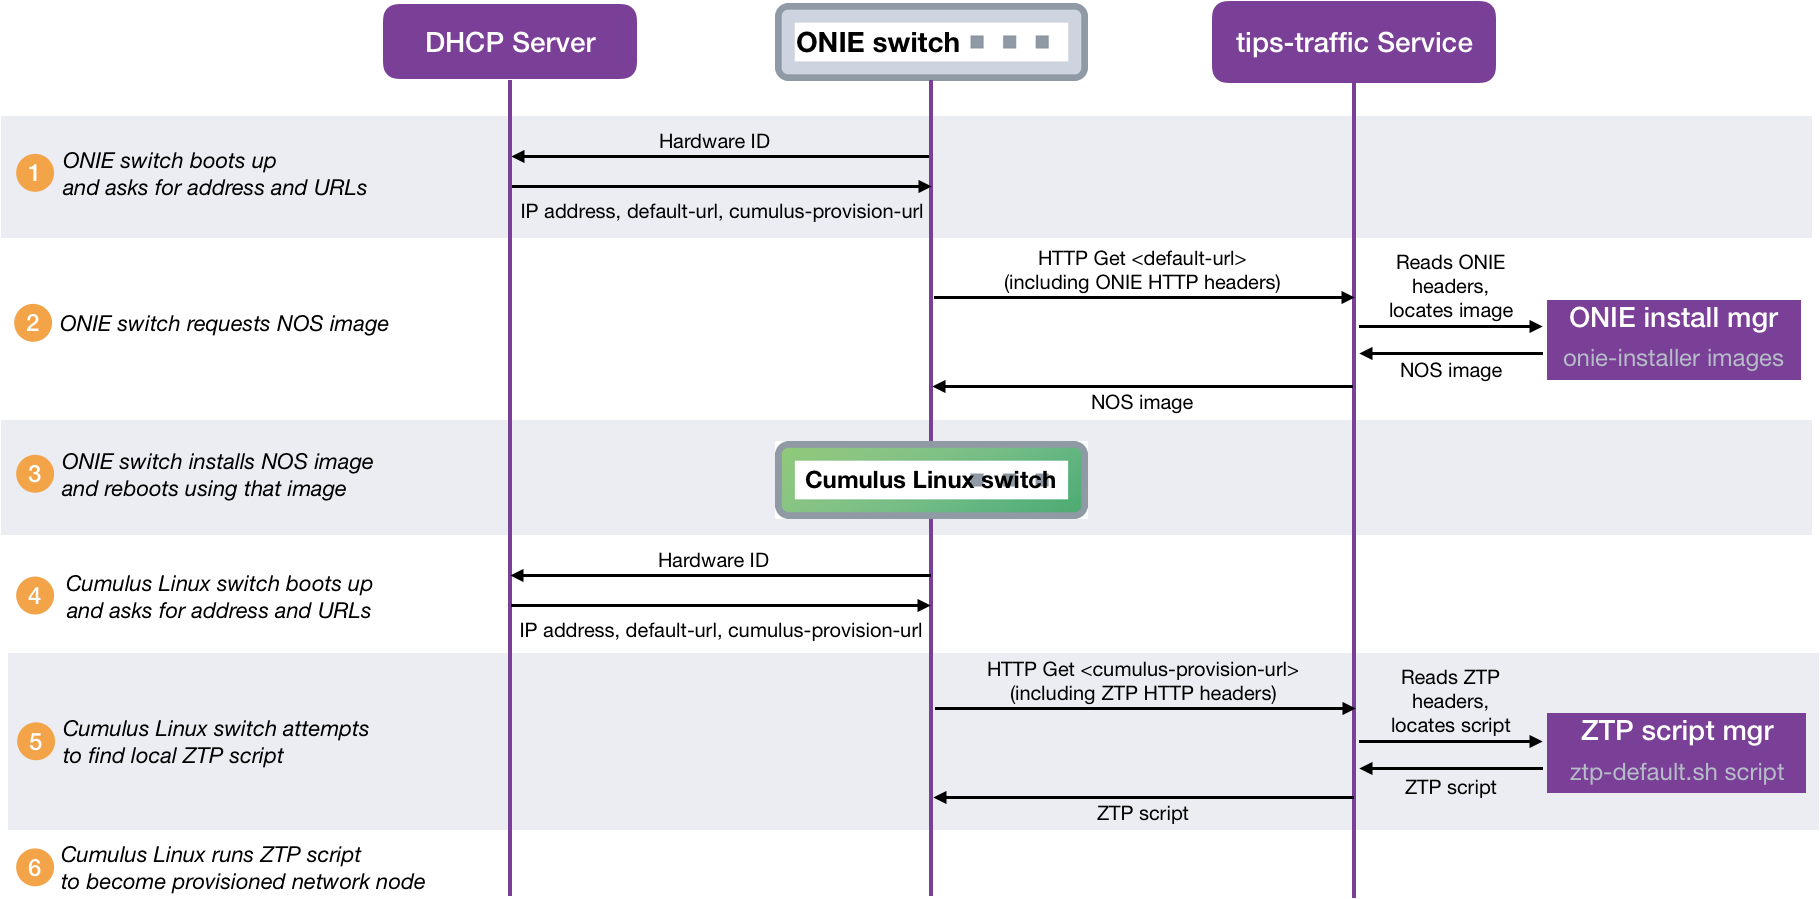 DHCP Server
ONIE switch
tips-traffic Service
1
ONIE switch boots up
and asks for address and URLs
Hardware ID
IP address, default-url, cumulus-provision-url
2
ONIE switch requests NOS image
HTTP Get <default-url>
(including ONIE HTTP headers)
Reads ONIE
headers,
locates image
ONIE install mgr
onie-installer images
NOS image
NOS image
3
ONIE switch installs NOS image
and reboots using that image
Cumulus Linux switch
4
Cumulus Linux switch boots up
and asks for address and URLs
Hardware ID
IP address, default-url, cumulus-provision-url
5
Cumulus Linux switch attempts
to find local ZTP script
HTTP Get <cumulus-provision-url>
(including ZTP HTTP headers)
Reads ZTP
headers,
locates script
ZTP script mgr
ztp-default.sh script
ZTP script
ZTP script
6
Cumulus Linux runs ZTP script
to become provisioned network node